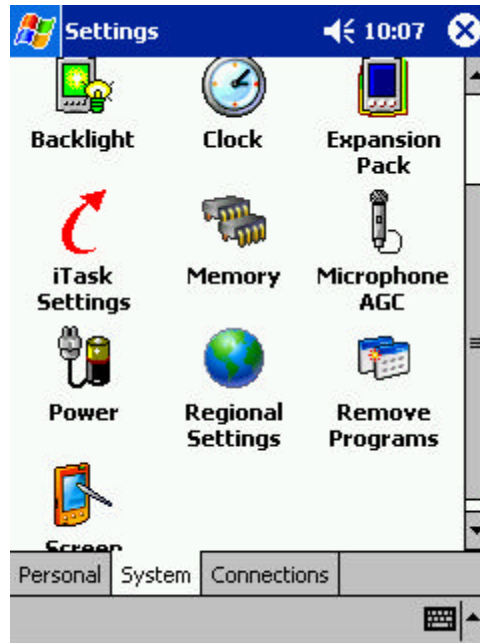 Settings 10:07
Backlight Clock Expansion
Pack
iTask Memory Microphone
Settings AGC
Power Regional Remove
Settings Programs
Screen
Personal System Connections